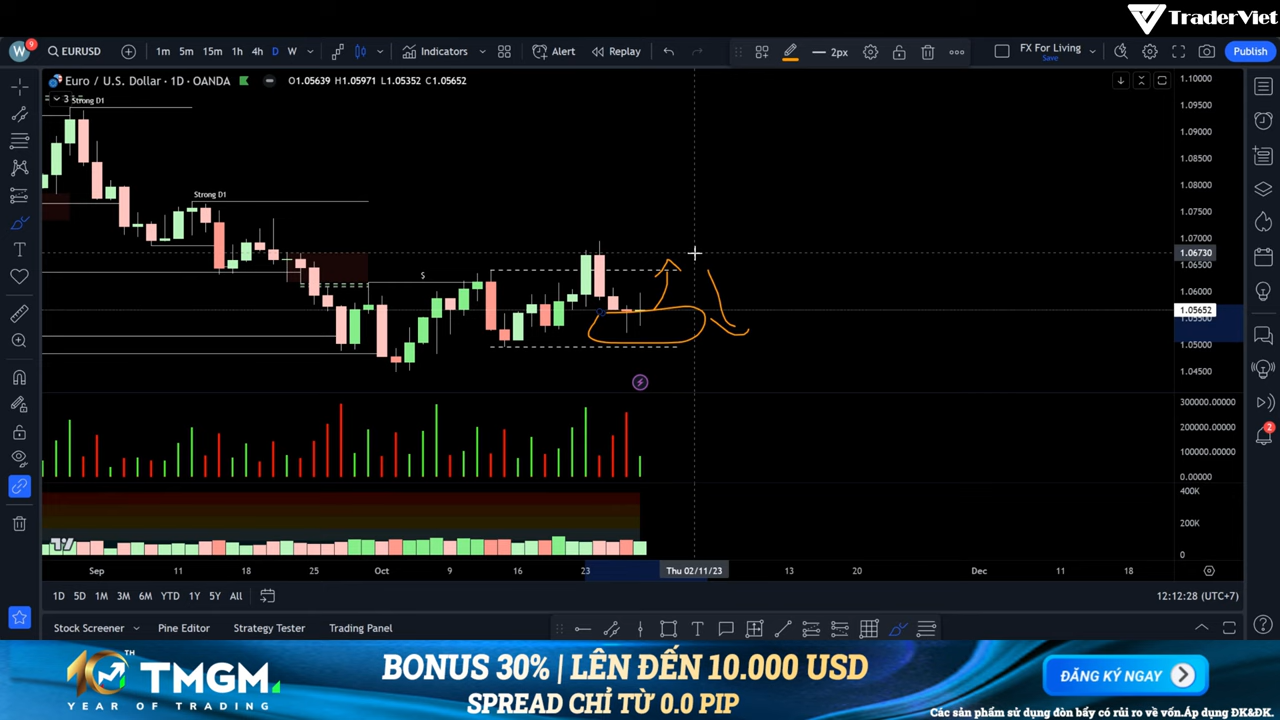 TraderViet
W
9
EURUSD
1m 5m 15m 1h 4h D W
Indicators
Alert
Replay
2px
FX For Living
Save
Publish
Euro / U.S. Dollar · 1D · OANDA
O1.05639 H1.05971 L1.05352 C1.05652
3
Strong D1
Strong D1
$
1.10000
1.09500
1.09000
1.08500
1.08000
1.07500
1.07000
1.06730
1.06500
1.06000
1.05652
1.05500
1.05000
1.04500
300000.00000
200000.00000
100000.00000
0.00000
400K
200K
0
2
Sep 11 18 25 Oct 9 16 23 Thu 02/11/23 13 20 Dec 11 18
1D 5D 1M 3M 6M YTD 1Y 5Y All
12:12:28 (UTC+7)
Stock Screener
Pine Editor
Strategy Tester
Trading Panel
10TH
TMGM
YEAR OF TRADING
BONUS 30% | LÊN ĐẾN 10.000 USD
SPREAD CHỈ TỪ 0.0 PIP
ĐĂNG KÝ NGAY
Các sản phẩm sử dụng đòn bẩy có rủi ro về vốn.Áp dụng ĐK&ĐK.